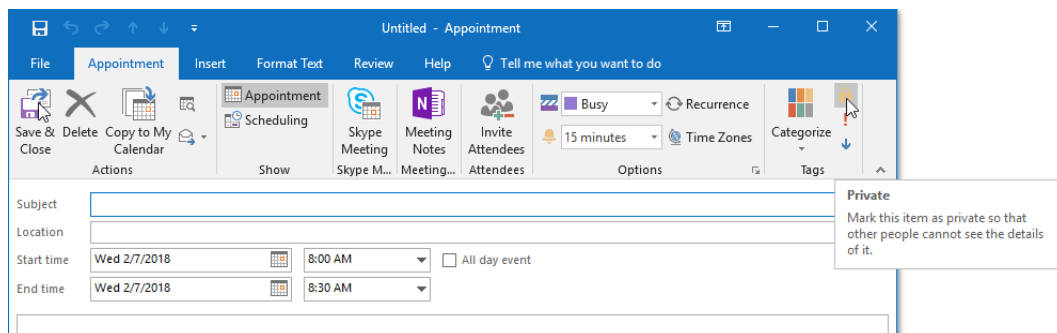 Untitled - Appointment
File Appointment Insert Format Text Review Help Tell me what you want to do
Save & Close
Delete
Copy to My Calendar
Actions
Appointment
Scheduling
Show
Skype Meeting
Skype M...
Meeting Notes
Meeting...
Invite Attendees
Attendees
Busy
Recurrence
15 minutes
Time Zones
Options
Categorize
Tags
Private
Mark this item as private so that
other people cannot see the details
of it.
Subject
Location
Start time Wed 2/7/2018 8:00 AM All day event
End time Wed 2/7/2018 8:30 AM